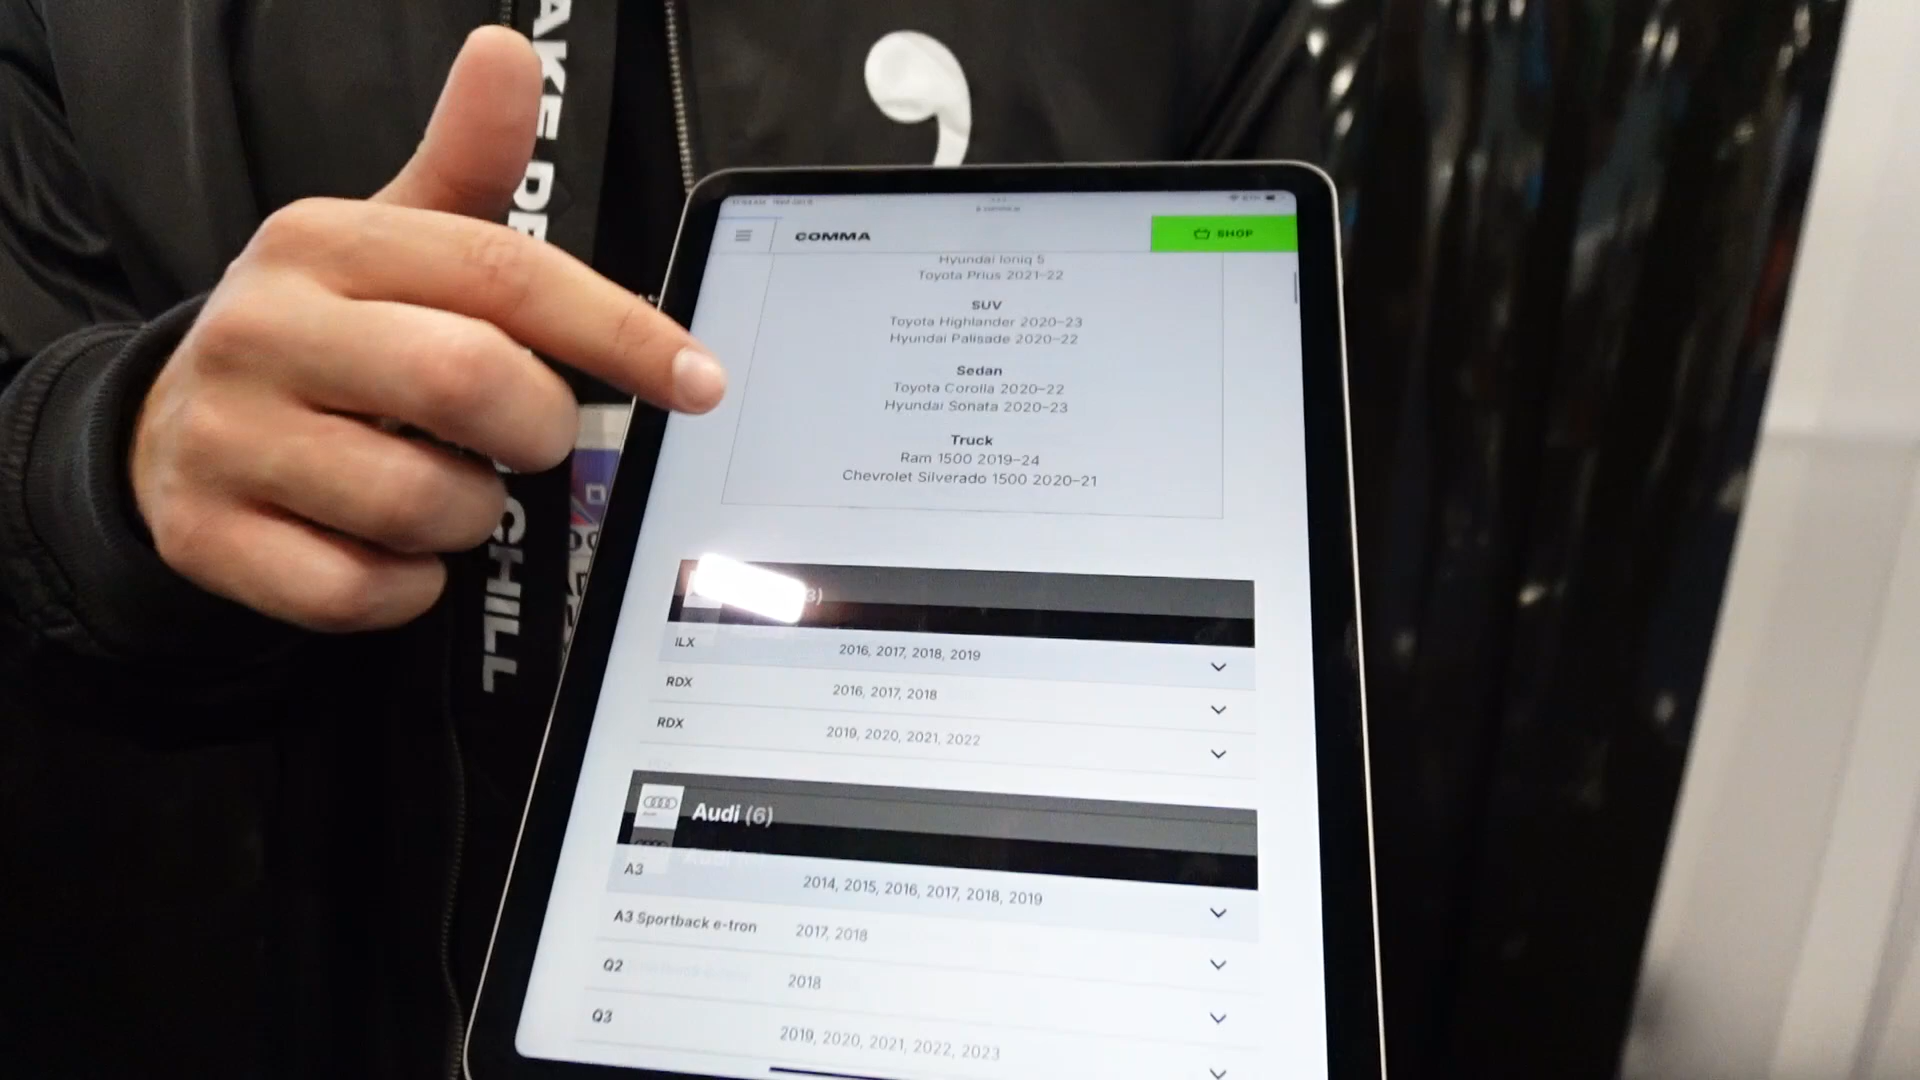 COMMA
SHOP
Hyundai Ioniq 5
Toyota Prius 2021–22
SUV
Toyota Highlander 2020–23
Hyundai Palisade 2020–22
Sedan
Toyota Corolla 2020–22
Hyundai Sonata 2020–23
Truck
Ram 1500 2019–24
Chevrolet Silverado 1500 2020–21
3)
ILX 2016, 2017, 2018, 2019
RDX 2016, 2017, 2018
RDX 2019, 2020, 2021, 2022
Audi (6)
A3 2014, 2015, 2016, 2017, 2018, 2019
A3 Sportback e-tron 2017, 2018
Q2 2018
Q3 2019, 2020, 2021, 2022, 2023
AKE
CHILL